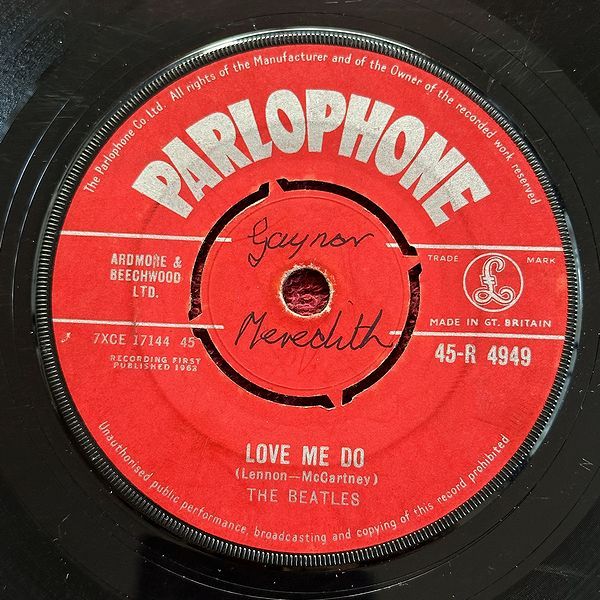 The Parlophone Co. Ltd. All rights of the Manufacturer and of the Owner of the recorded work reserved
PARLOPHONE
Gaynor
Meredith
ARDMORE &
BEECHWOOD
LTD.
TRADE MARK
£
MADE IN GT. BRITAIN
7XCE 17144 45
RECORDING FIRST
PUBLISHED 1962
45-R 4949
LOVE ME DO
(Lennon—McCartney)
THE BEATLES
Unauthorised public performance, broadcasting and copying of this record prohibited